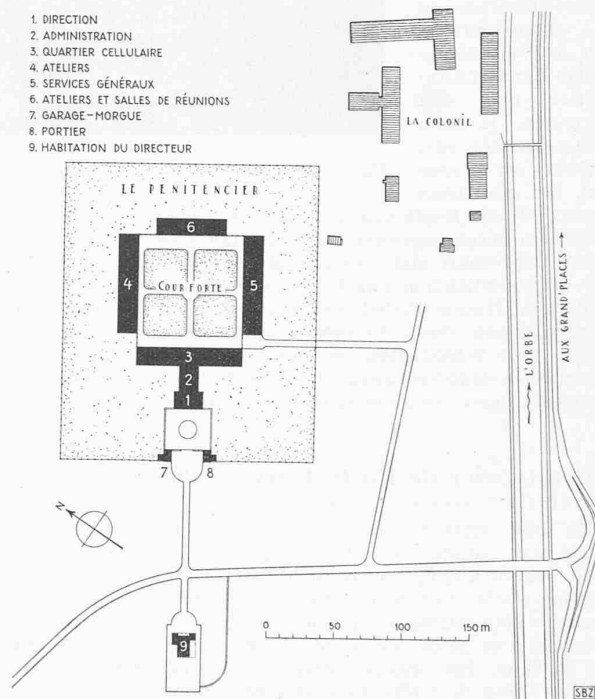 1. DIRECTION
2. ADMINISTRATION
3. QUARTIER CELLULAIRE
4. ATELIERS
5. SERVICES GÉNÉRAUX
6. ATELIERS ET SALLES DE RÉUNIONS
7. GARAGE-MORGUE
8. PORTIER
9. HABITATION DU DIRECTEUR
LA COLONIE
LE PENITENCIER
6
4
COUR FORTE
5
3
2
1
7
8
L'ORBE
AUX GRAND'PLACES
N
9
0 50 100 150 m
SBZ